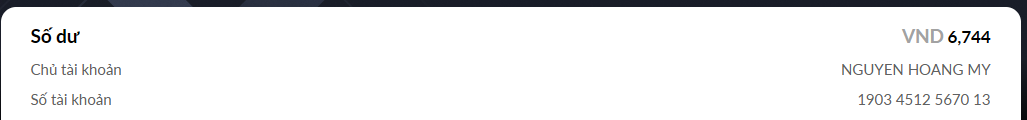 Số dư VND 6,744
Chủ tài khoản NGUYEN HOANG MY
Số tài khoản 1903 4512 5670 13